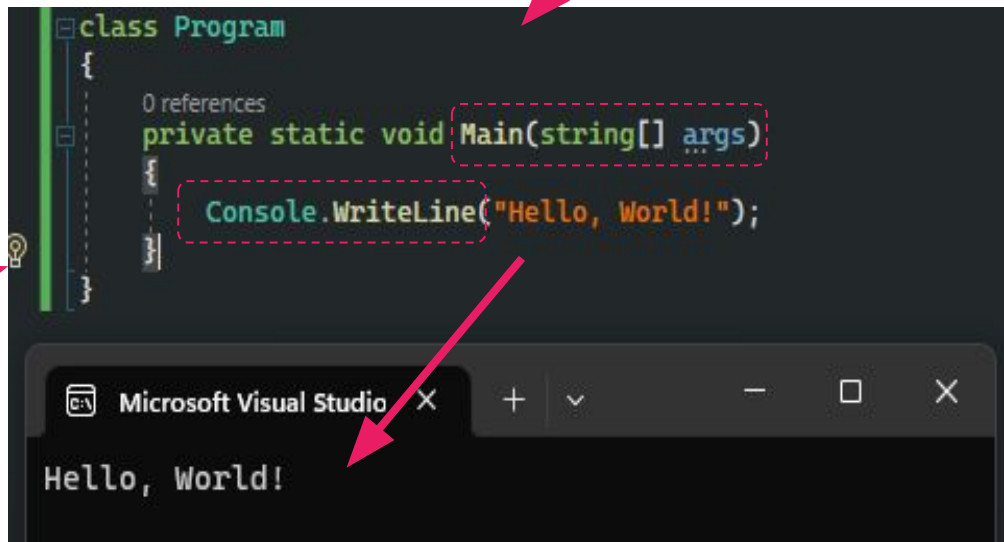 class Program
{
0 references
private static void Main(string[] args)
{
Console.WriteLine("Hello, World!");
}
}
Microsoft Visual Studio
Hello, World!